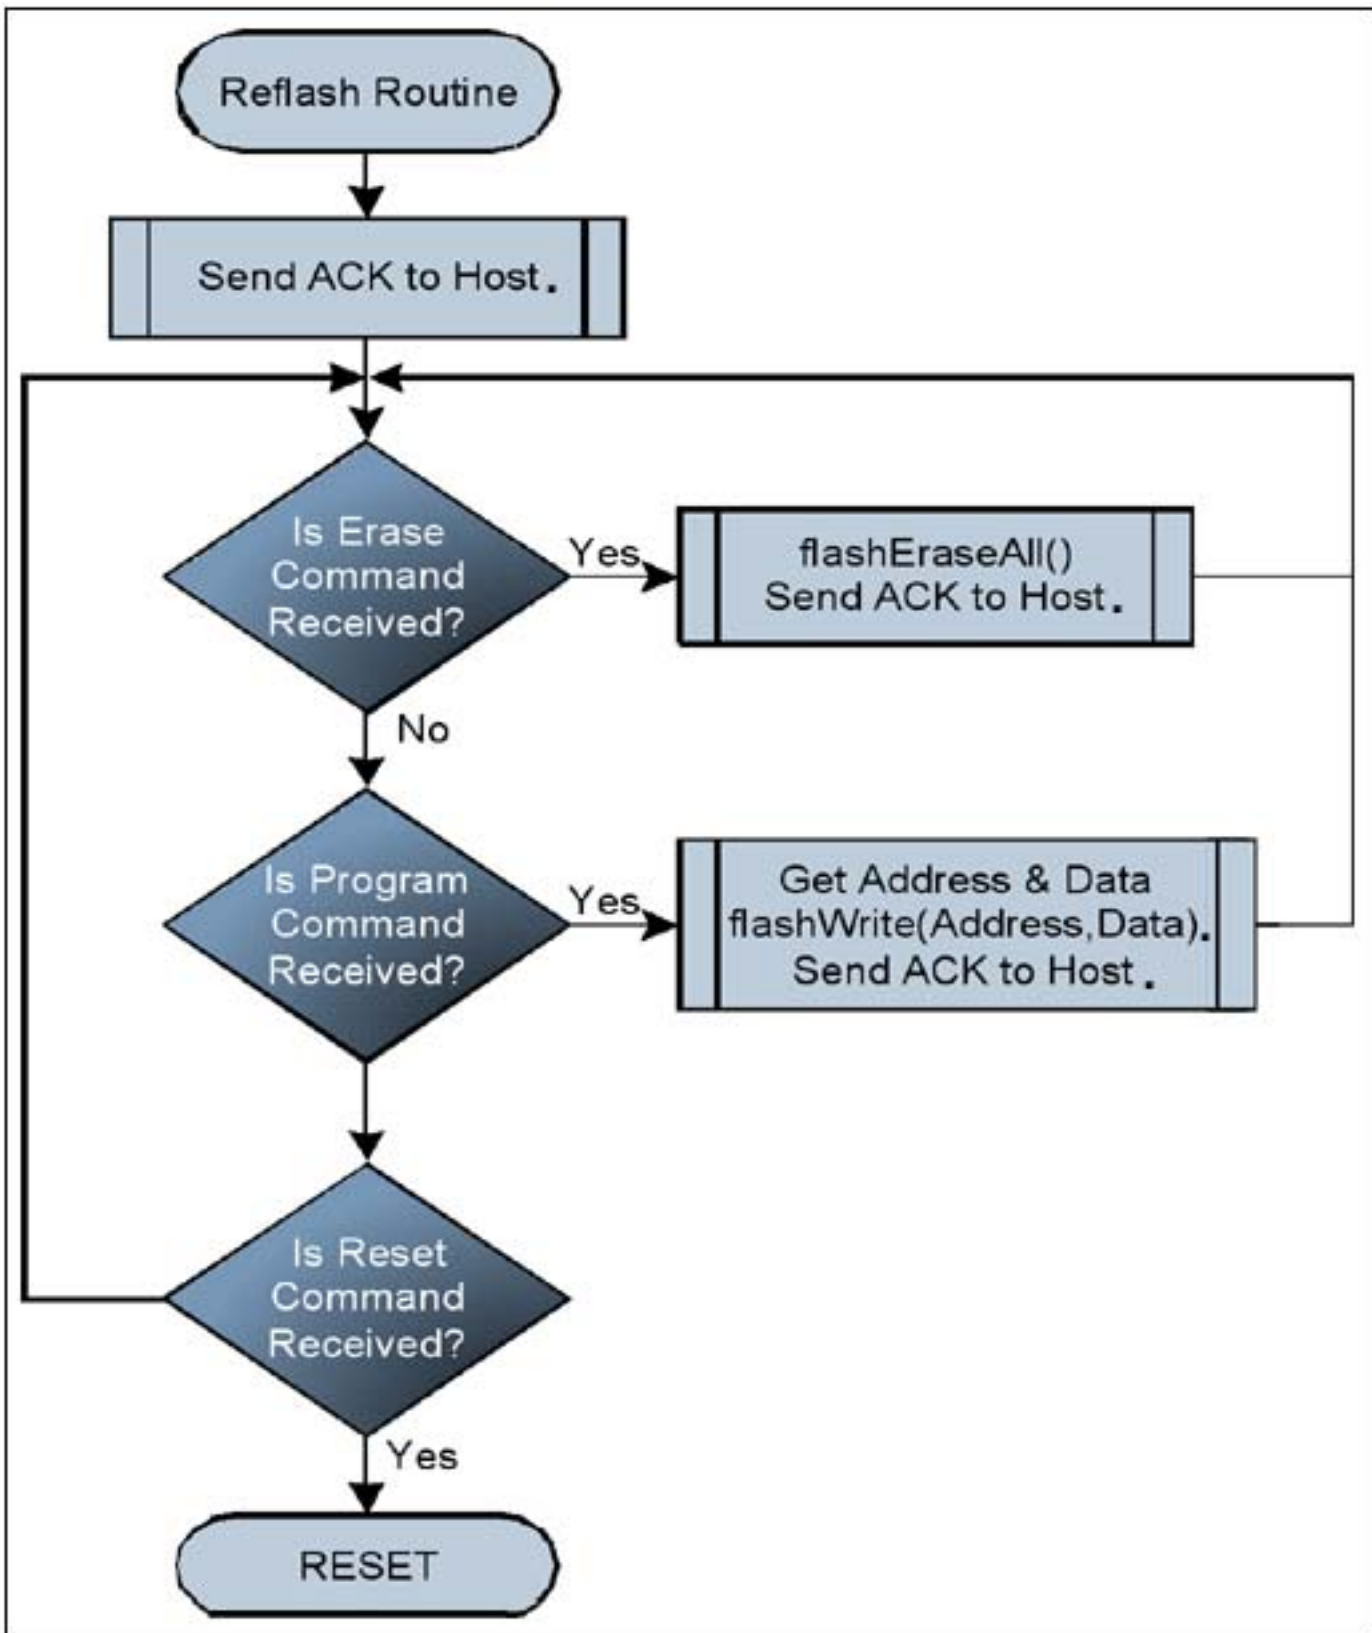 Reflash Routine
Send ACK to Host.
Is Erase
Command
Received?
Yes
flashEraseAll()
Send ACK to Host.
No
Is Program
Command
Received?
Yes
Get Address & Data
flashWrite(Address,Data).
Send ACK to Host.
Is Reset
Command
Received?
Yes
RESET